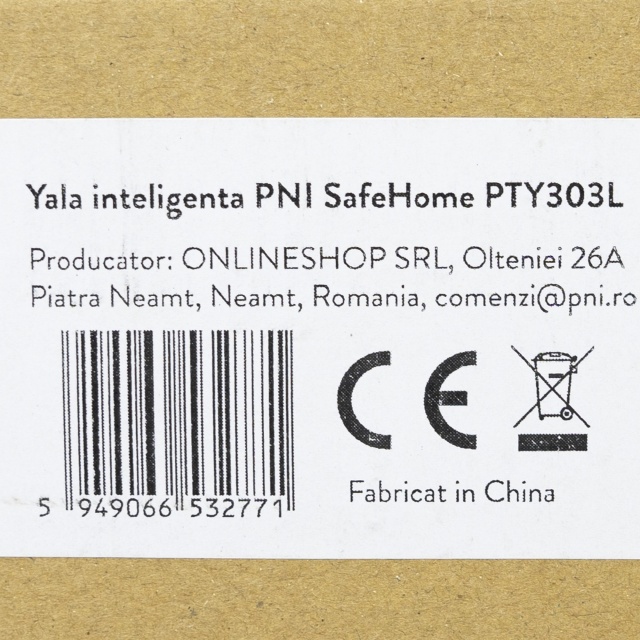 Yala inteligenta PNI SafeHome PTY303L
Producator: ONLINESHOP SRL, Olteniei 26A
Piatra Neamt, Neamt, Romania, comenzi@pni.ro
CE
5 949066 532771
Fabricat in China